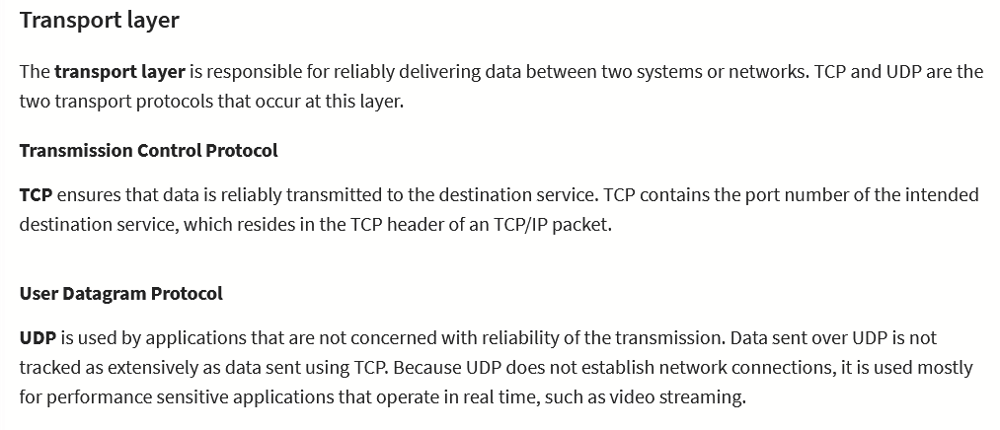 Transport layer
The transport layer is responsible for reliably delivering data between two systems or networks. TCP and UDP are the
two transport protocols that occur at this layer.
Transmission Control Protocol
TCP ensures that data is reliably transmitted to the destination service. TCP contains the port number of the intended
destination service, which resides in the TCP header of an TCP/IP packet.
User Datagram Protocol
UDP is used by applications that are not concerned with reliability of the transmission. Data sent over UDP is not
tracked as extensively as data sent using TCP. Because UDP does not establish network connections, it is used mostly
for performance sensitive applications that operate in real time, such as video streaming.